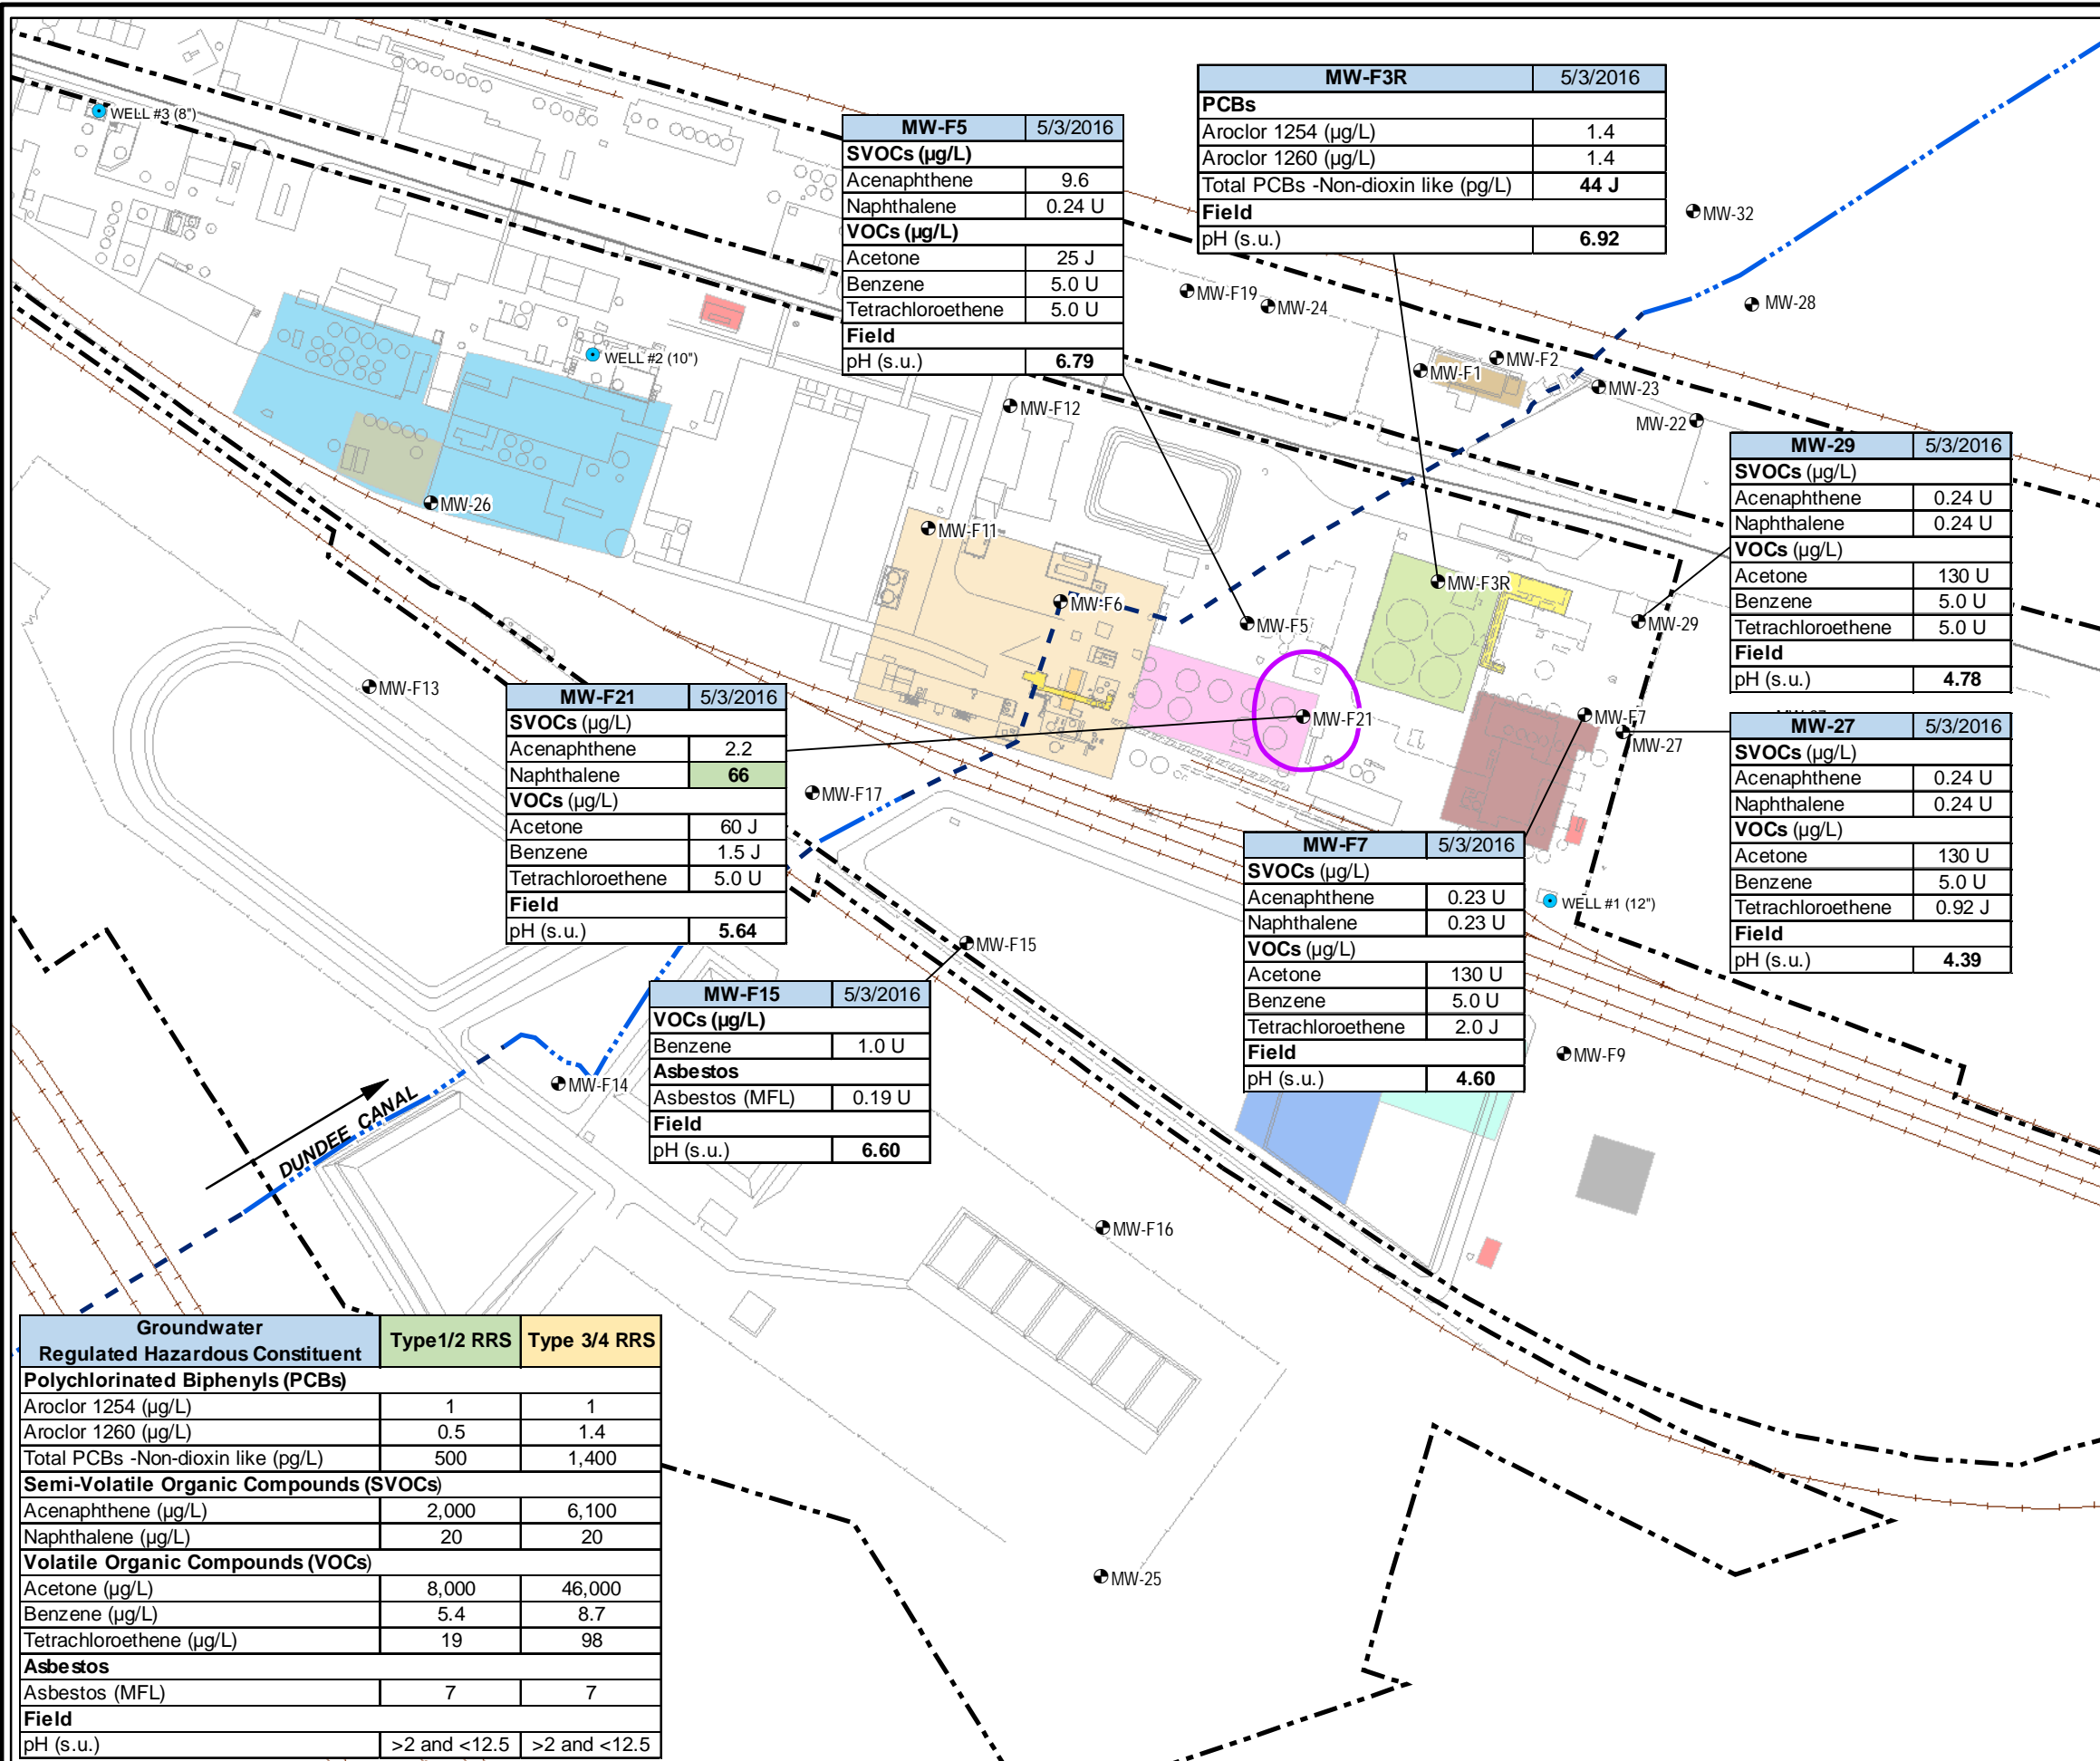 WELL #3 (8")
MW-F5 5/3/2016
SVOCs (µg/L)
Acenaphthene 9.6
Naphthalene 0.24 U
VOCs (µg/L)
Acetone 25 J
Benzene 5.0 U
Tetrachloroethene 5.0 U
Field
pH (s.u.) 6.79
MW-F3R 5/3/2016
PCBs
Aroclor 1254 (µg/L) 1.4
Aroclor 1260 (µg/L) 1.4
Total PCBs -Non-dioxin like (pg/L) 44 J
Field
pH (s.u.) 6.92
MW-32
MW-F19
MW-24
MW-28
WELL #2 (10")
MW-F1
MW-F2
MW-23
MW-F12
MW-22
MW-26
MW-F11
MW-29 5/3/2016
SVOCs (µg/L)
Acenaphthene 0.24 U
Naphthalene 0.24 U
VOCs (µg/L)
Acetone 130 U
Benzene 5.0 U
Tetrachloroethene 5.0 U
Field
pH (s.u.) 4.78
MW-F3R
MW-F6
MW-F5
MW-29
MW-F13
MW-F21 5/3/2016
SVOCs (µg/L)
Acenaphthene 2.2
Naphthalene 66
VOCs (µg/L)
Acetone 60 J
Benzene 1.5 J
Tetrachloroethene 5.0 U
Field
pH (s.u.) 5.64
MW-F21
MW-F7
MW-27
MW-27 5/3/2016
SVOCs (µg/L)
Acenaphthene 0.24 U
Naphthalene 0.24 U
VOCs (µg/L)
Acetone 130 U
Benzene 5.0 U
Tetrachloroethene 0.92 J
Field
pH (s.u.) 4.39
MW-F17
MW-F7 5/3/2016
SVOCs (µg/L)
Acenaphthene 0.23 U
Naphthalene 0.23 U
VOCs (µg/L)
Acetone 130 U
Benzene 5.0 U
Tetrachloroethene 2.0 J
Field
pH (s.u.) 4.60
WELL #1 (12")
MW-F15
MW-F15 5/3/2016
VOCs (µg/L)
Benzene 1.0 U
Asbestos
Asbestos (MFL) 0.19 U
Field
pH (s.u.) 6.60
MW-F9
MW-F14
DUNDEE CANAL
MW-F16
Groundwater
Regulated Hazardous Constituent Type1/2 RRS Type 3/4 RRS
Polychlorinated Biphenyls (PCBs)
Aroclor 1254 (µg/L) 1 1
Aroclor 1260 (µg/L) 0.5 1.4
Total PCBs -Non-dioxin like (pg/L) 500 1,400
Semi-Volatile Organic Compounds (SVOCs)
Acenaphthene (µg/L) 2,000 6,100
Naphthalene (µg/L) 20 20
Volatile Organic Compounds (VOCs)
Acetone (µg/L) 8,000 46,000
Benzene (µg/L) 5.4 8.7
Tetrachloroethene (µg/L) 19 98
Asbestos
Asbestos (MFL) 7 7
Field
pH (s.u.) >2 and <12.5 >2 and <12.5
MW-25